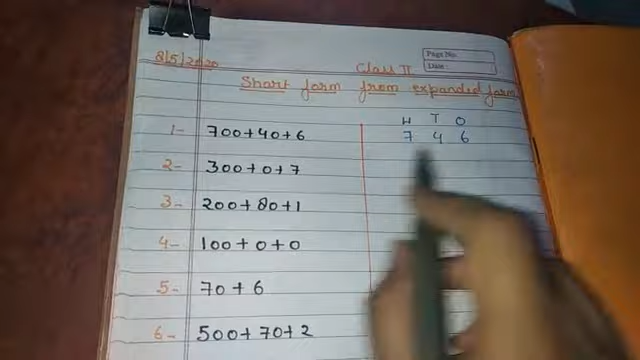 8/5/2020 Class II Page No.
Date
Short form from expanded form
H T O
1- 700+40+6 7 4 6
2- 300+0+7
3- 200+80+1
4- 100+0+0
5- 70+6
6- 500+70+2